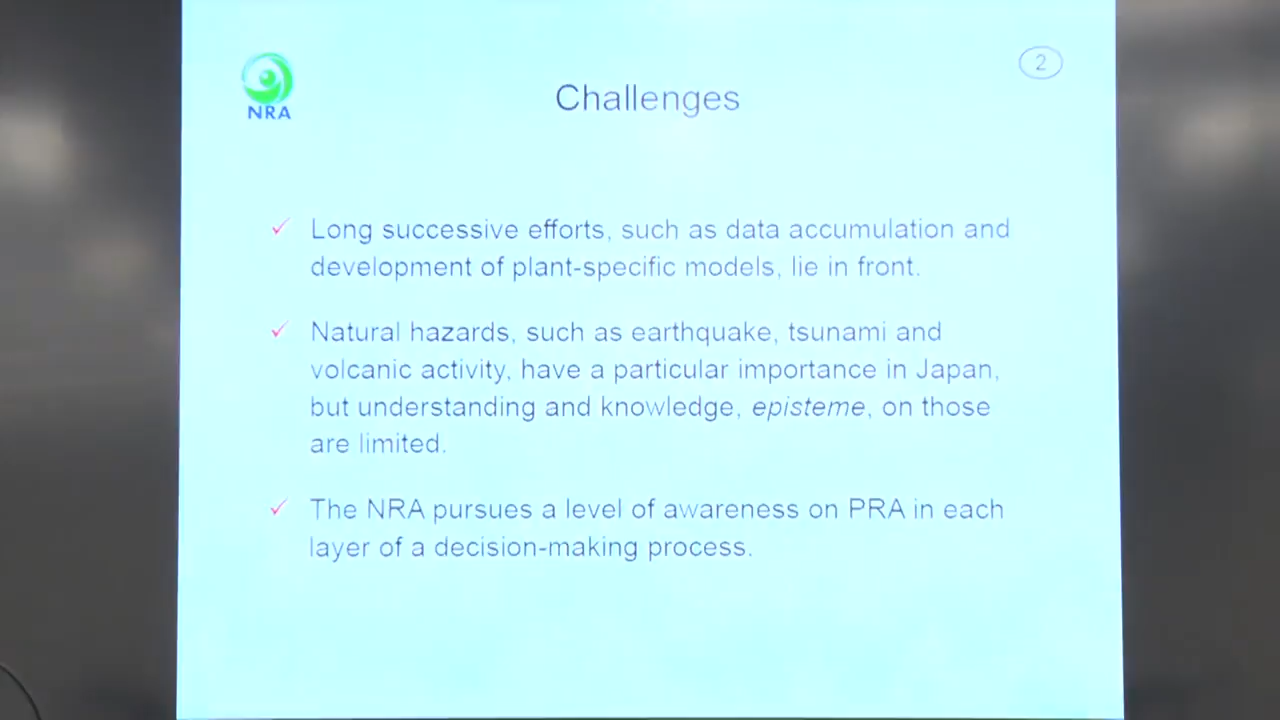 NRA
2
Challenges
✓ Long successive efforts, such as data accumulation and
development of plant-specific models, lie in front.
✓ Natural hazards, such as earthquake, tsunami and
volcanic activity, have a particular importance in Japan,
but understanding and knowledge, episteme, on those
are limited.
✓ The NRA pursues a level of awareness on PRA in each
layer of a decision-making process.